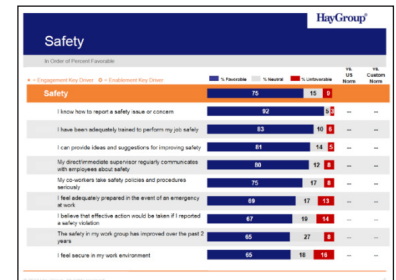 HayGroup®
Safety
In Order of Percent Favorable
VS. US Norm
VS. Custom Norm
= Engagement Key Driver = Enablement Key Driver
% Favorable % Neutral % Unfavorable
Safety 75 15 9
I know how to report a safety issue or concern 92 5 3 -- --
I have been adequately trained to perform my job safely 83 10 6 -- --
I can provide ideas and suggestions for improving safety 81 14 5 -- --
My direct/immediate supervisor regularly communicates
with employees about safety 80 12 8 -- --
My co-workers take safety policies and procedures
seriously 75 17 8 -- --
I feel adequately prepared in the event of an emergency
at work 69 17 13 -- --
I believe that effective action would be taken if I reported
a safety violation 67 19 14 -- --
The safety in my work group has improved over the past 2
years 65 27 8 -- --
I feel secure in my work environment 65 18 16 -- --